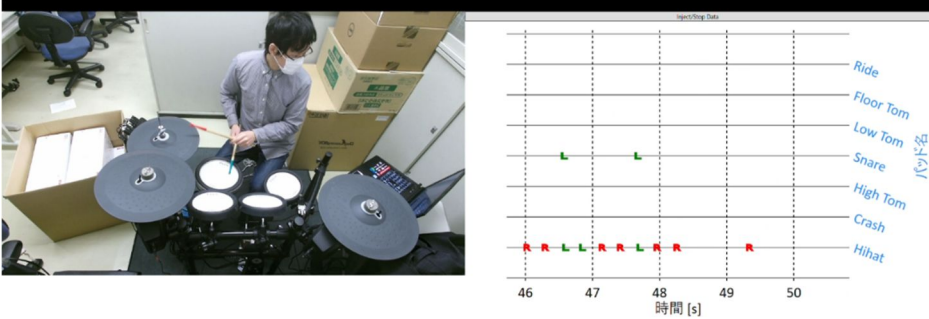 Inject/Stop Data
Ride
Floor Tom
Low Tom
Snare
High Tom
Crash
Hihat
パッド名
L L
R R L L R R L R R R
46 47 48 49 50
時間 [s]